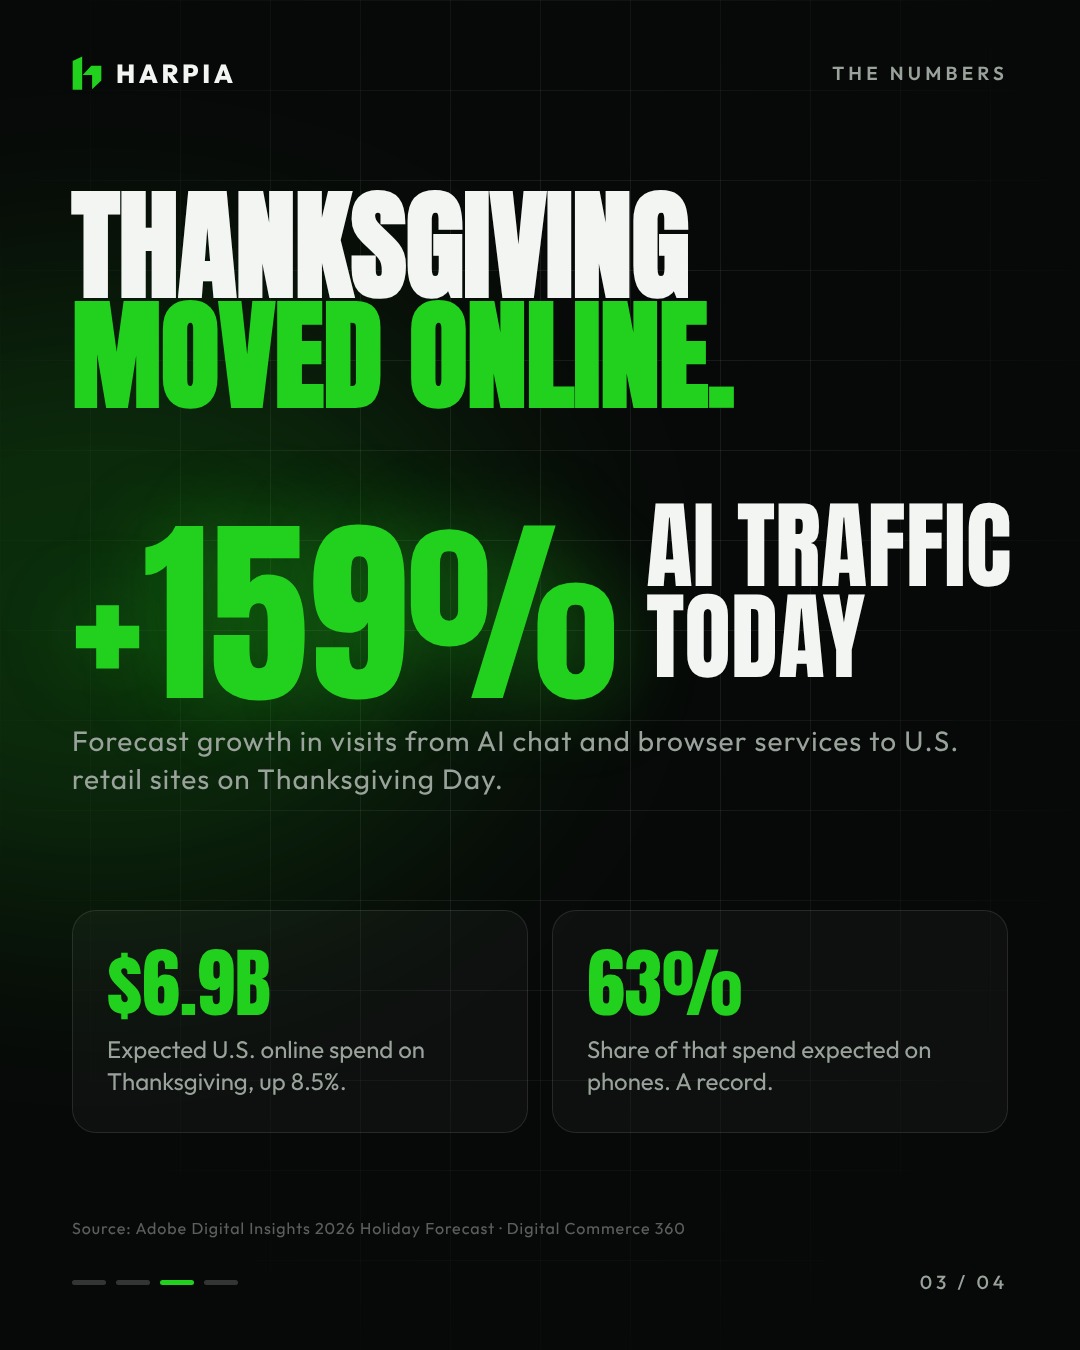 HARPIA
THE NUMBERS
THANKSGIVING
MOVED ONLINE.
+159%
AI TRAFFIC
TODAY
Forecast growth in visits from AI chat and browser services to U.S.
retail sites on Thanksgiving Day.
$6.9B
Expected U.S. online spend on
Thanksgiving, up 8.5%.
63%
Share of that spend expected on
phones. A record.
Source: Adobe Digital Insights 2026 Holiday Forecast · Digital Commerce 360
03 / 04